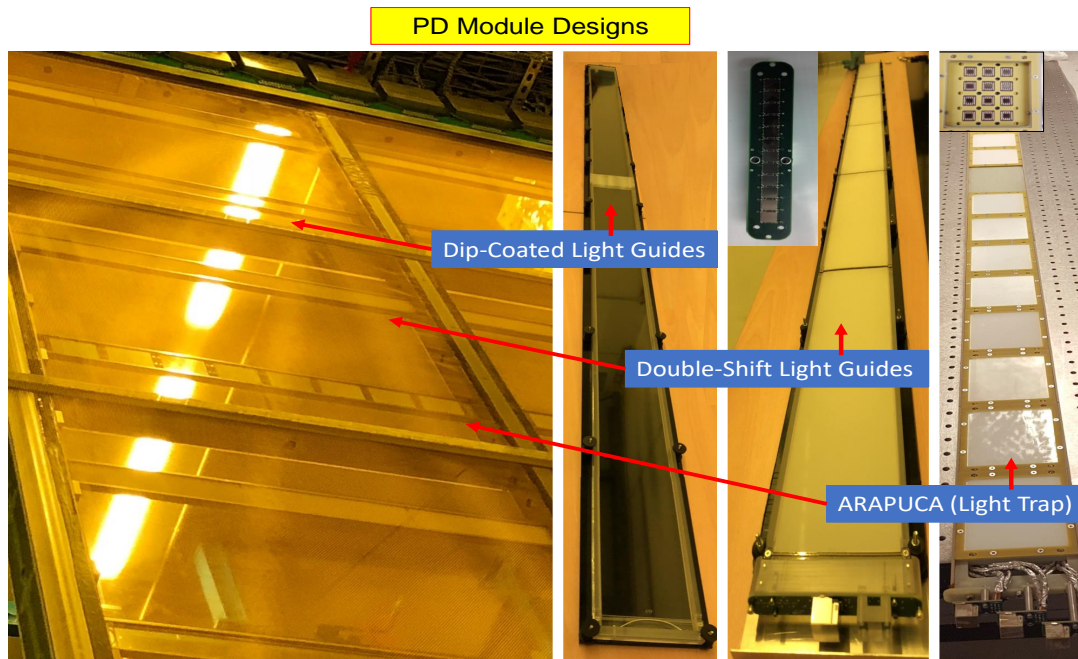 PD Module Designs
Dip-Coated Light Guides
Double-Shift Light Guides
ARAPUCA (Light Trap)